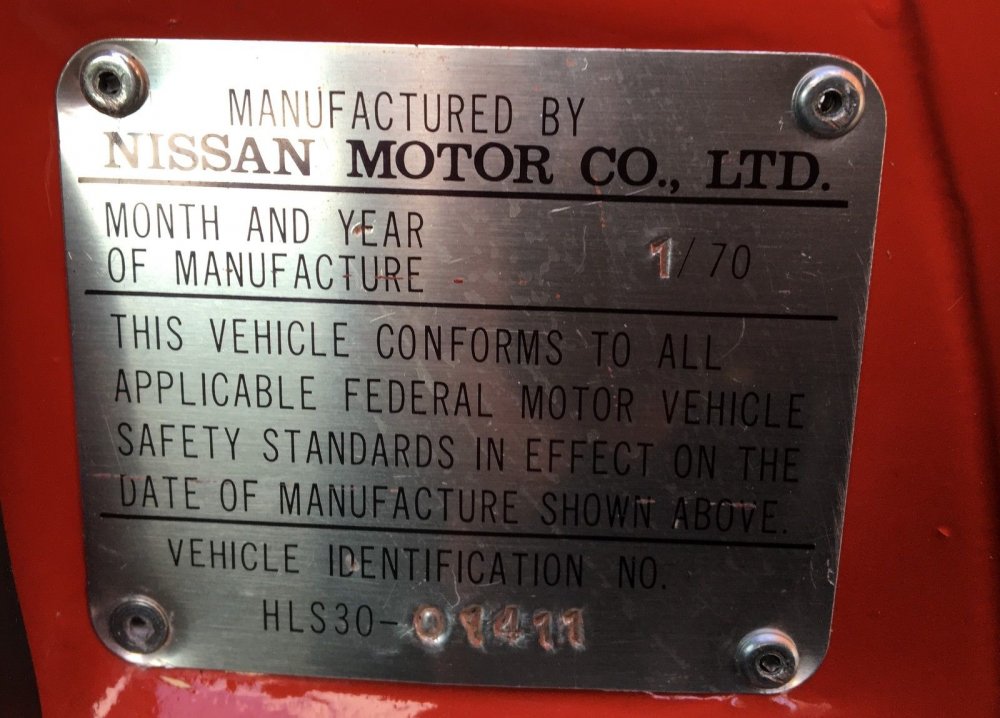 MANUFACTURED BY
NISSAN MOTOR CO., LTD.
MONTH AND YEAR
OF MANUFACTURE 1/70
THIS VEHICLE CONFORMS TO ALL
APPLICABLE FEDERAL MOTOR VEHICLE
SAFETY STANDARDS IN EFFECT ON THE
DATE OF MANUFACTURE SHOWN ABOVE.
VEHICLE IDENTIFICATION NO.
HLS30-01411